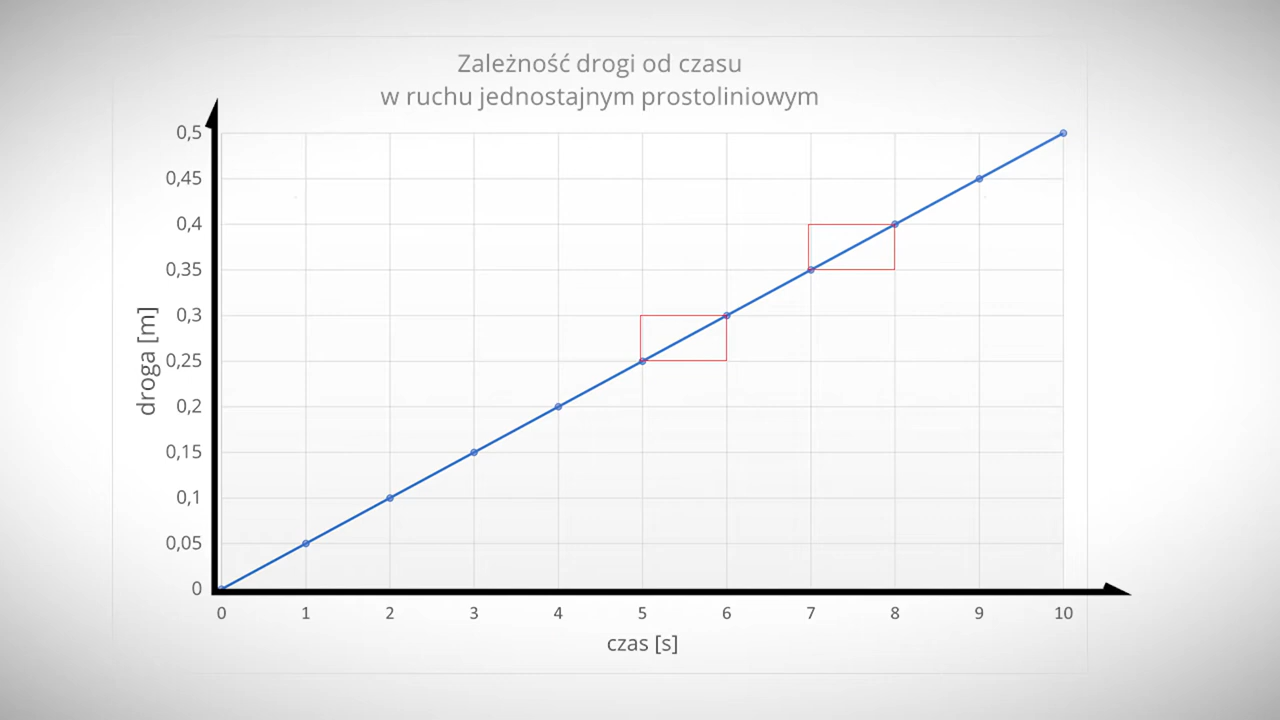 Zależność drogi od czasu
w ruchu jednostajnym prostoliniowym
0,5
0,45
0,4
0,35
0,3
0,25
0,2
0,15
0,1
0,05
0
droga [m]
0 1 2 3 4 5 6 7 8 9 10
czas [s]